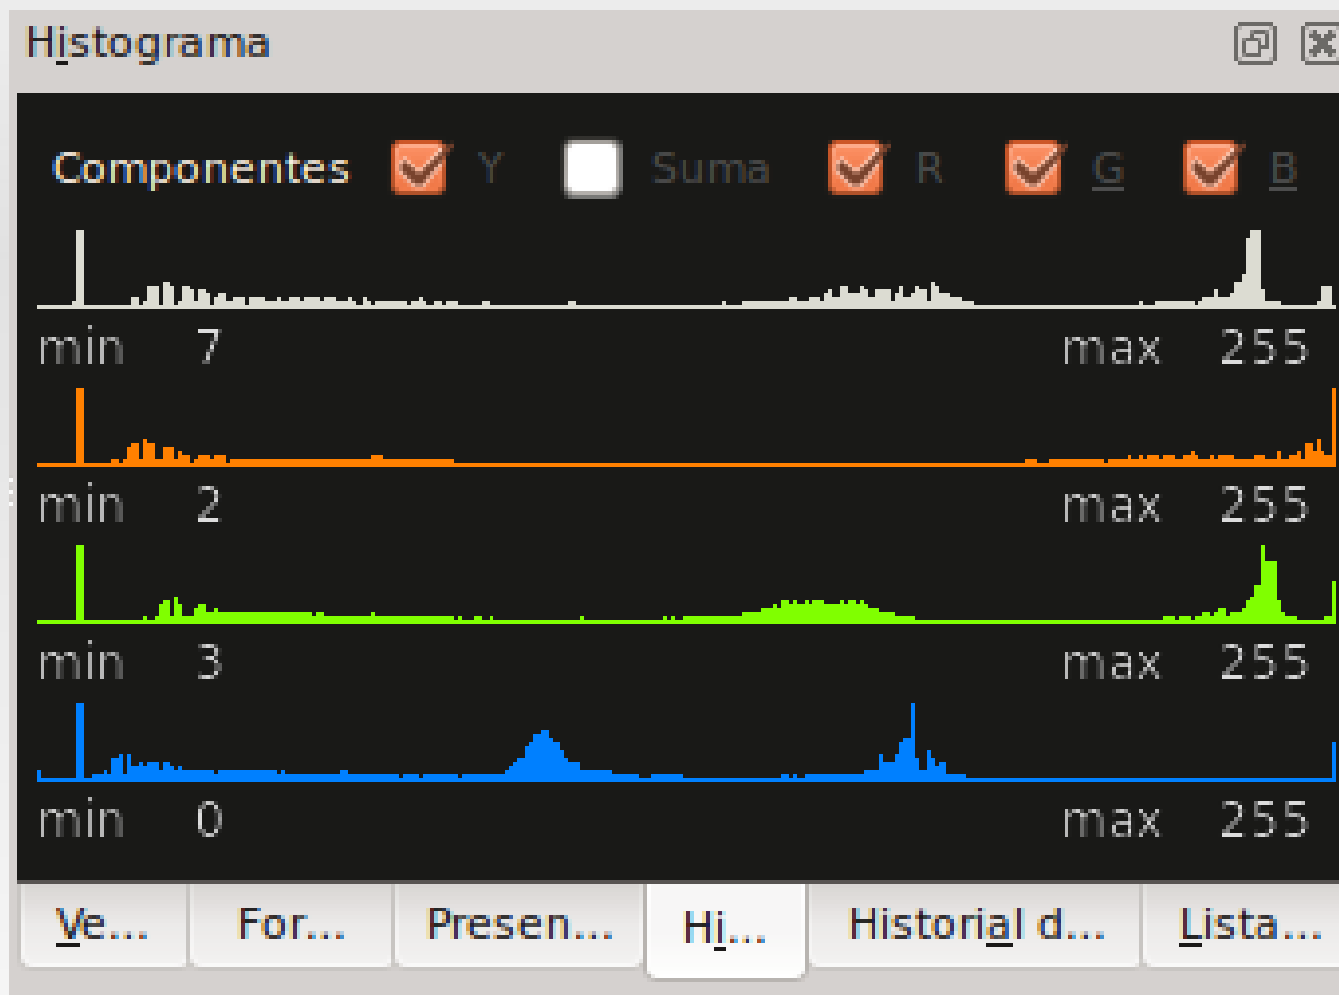 Histograma
Componentes Y Suma R G B
min 7 max 255
min 2 max 255
min 3 max 255
min 0 max 255
Ve... For... Presen... Hi... Historial d... Lista...